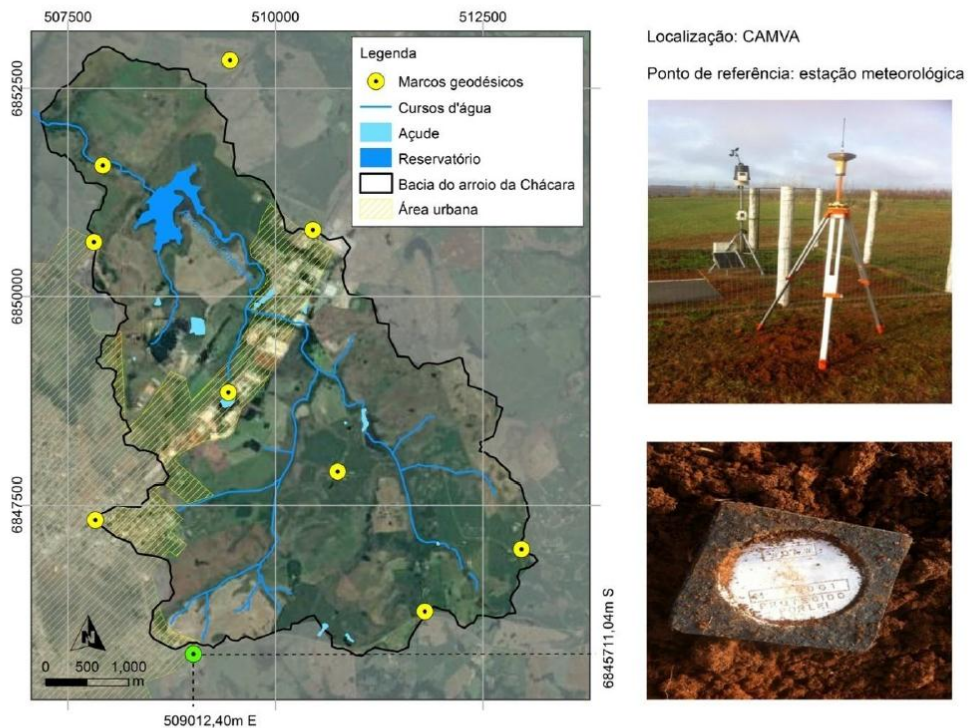 507500
510000
512500
6852500
6850000
6847500
Legenda
Marcos geodésicos
Cursos d'água
Açude
Reservatório
Bacia do arroio da Chácara
Área urbana
N
0 500 1,000
m
509012,40m E
6845711,04m S
Localização: CAMVA
Ponto de referência: estação meteorológica
PROTEGIDO